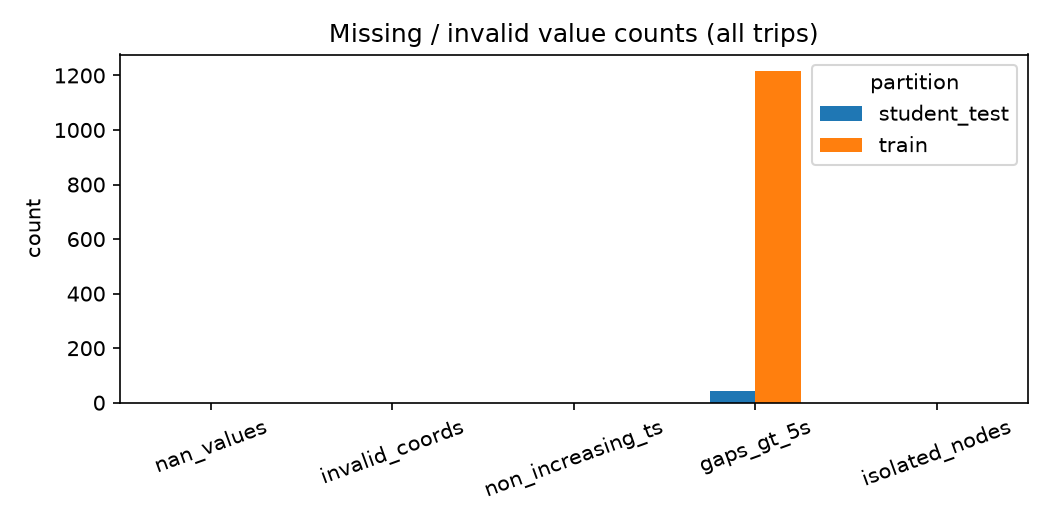 Missing / invalid value counts (all trips)
partition
student_test
train
count
1200
1000
800
600
400
200
0
nan_values
invalid_coords
non_increasing_ts
gaps_gt_5s
isolated_nodes